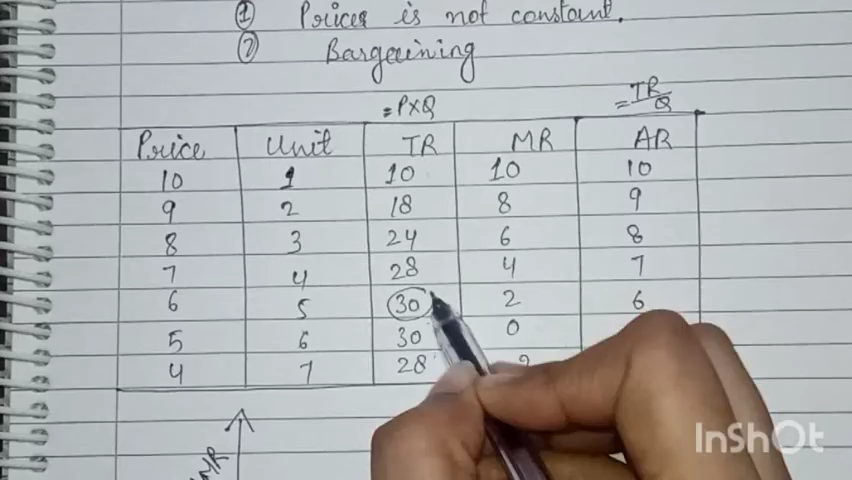 ① Prices is not constant.
② Bargaining
=PXQ =TR/Q
Price Unit TR MR AR
10 1 10 10 10
9 2 18 8 9
8 3 24 6 8
7 4 28 4 7
6 5 30 2 6
5 6 30 0
4 7 28
InShOt